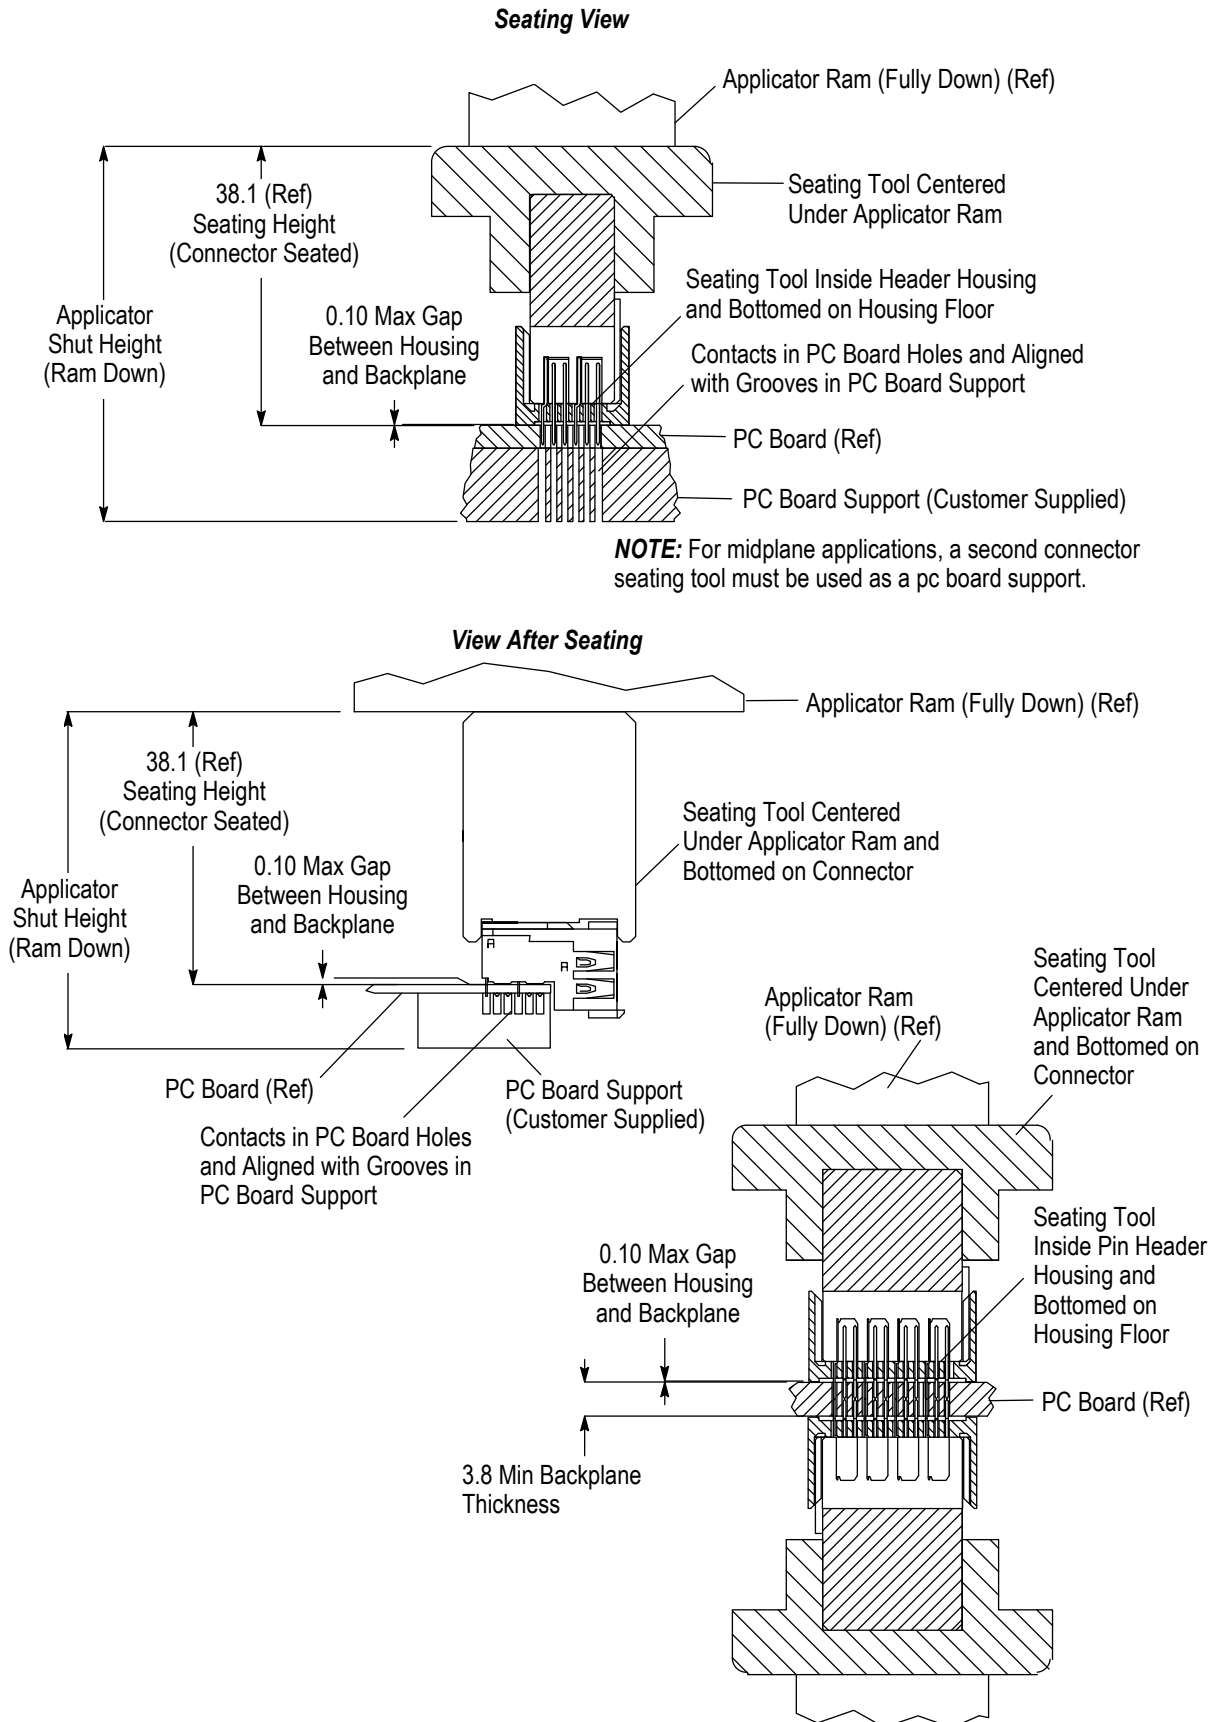 Seating View
Applicator Ram (Fully Down) (Ref)
38.1 (Ref)
Seating Height
(Connector Seated)
Seating Tool Centered
Under Applicator Ram
Applicator
Shut Height
(Ram Down)
0.10 Max Gap
Between Housing
and Backplane
Seating Tool Inside Header Housing
and Bottomed on Housing Floor
Contacts in PC Board Holes and Aligned
with Grooves in PC Board Support
PC Board (Ref)
PC Board Support (Customer Supplied)
NOTE: For midplane applications, a second connector
seating tool must be used as a pc board support.
View After Seating
Applicator Ram (Fully Down) (Ref)
38.1 (Ref)
Seating Height
(Connector Seated)
Seating Tool Centered
Under Applicator Ram and
Bottomed on Connector
0.10 Max Gap
Between Housing
and Backplane
Applicator
Shut Height
(Ram Down)
PC Board (Ref)
PC Board Support
(Customer Supplied)
Contacts in PC Board Holes
and Aligned with Grooves in
PC Board Support
Applicator Ram
(Fully Down) (Ref)
Seating Tool
Centered Under
Applicator Ram
and Bottomed on
Connector
0.10 Max Gap
Between Housing
and Backplane
Seating Tool
Inside Pin Header
Housing and
Bottomed on
Housing Floor
PC Board (Ref)
3.8 Min Backplane
Thickness